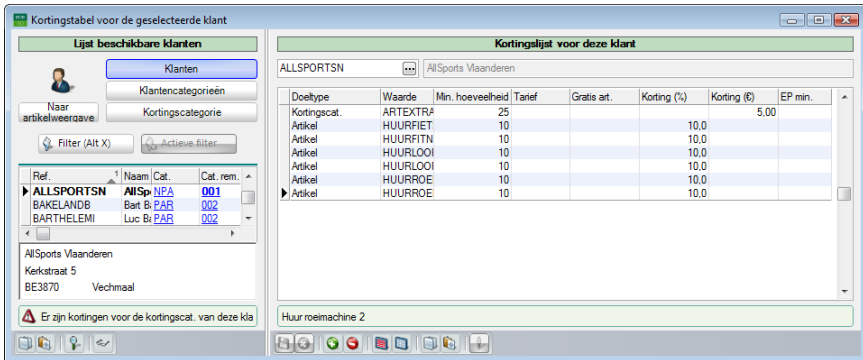 Kortingstabel voor de geselecteerde klant
Lijst beschikbare klanten
Klanten
Klantencategorieën
Naar artikelweergave
Kortingscategorie
Filter (Alt X)
Actieve filter
Ref. 1 Naam Cat. Cat. rem.
ALLSPORTSN AllSp NPA 001
BAKELANDB Bart B PAR 002
BARTHELEMI Luc B PAR 002
AllSports Vlaanderen
Kerkstraat 5
BE3870 Vechmaal
Er zijn kortingen voor de kortingscat. van deze kla
Kortingslijst voor deze klant
ALLSPORTSN ... AllSports Vlaanderen
Doeltype Waarde Min. hoeveelheid Tarief Gratis art. Korting (%) Korting (€) EP min.
Kortingscat. ARTEXTRA 25 5,00
Artikel HUURFIET 10 10,0
Artikel HUURFITN 10 10,0
Artikel HUURLOOI 10 10,0
Artikel HUURLOOI 10 10,0
Artikel HUURROE 10 10,0
Artikel HUURROE 10 10,0
Huur roeimachine 2